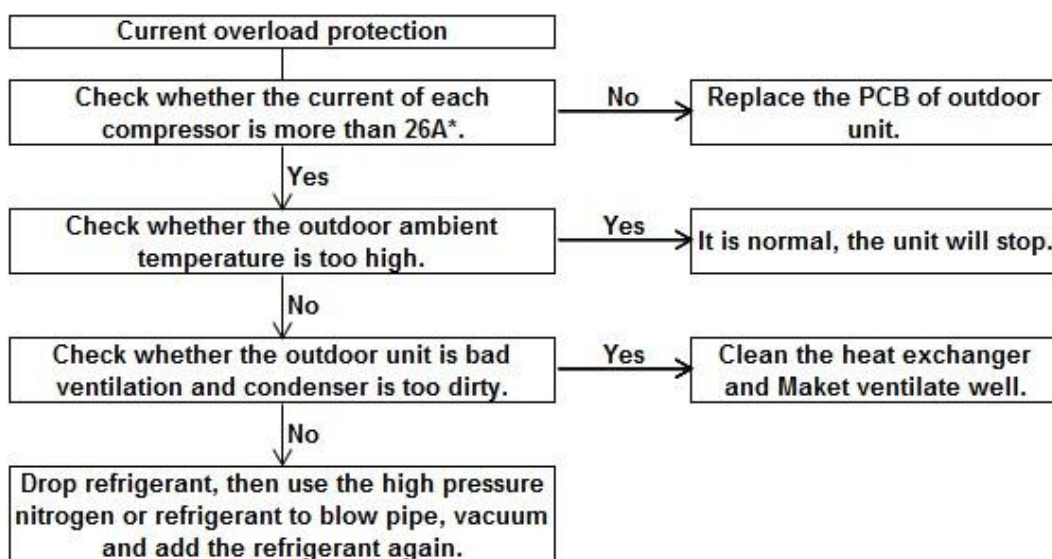 Current overload protection
Check whether the current of each
compressor is more than 26A*.
No
Replace the PCB of outdoor
unit.
Yes
Check whether the outdoor ambient
temperature is too high.
Yes
It is normal, the unit will stop.
No
Check whether the outdoor unit is bad
ventilation and condenser is too dirty.
Yes
Clean the heat exchanger
and Maket ventilate well.
No
Drop refrigerant, then use the high pressure
nitrogen or refrigerant to blow pipe, vacuum
and add the refrigerant again.